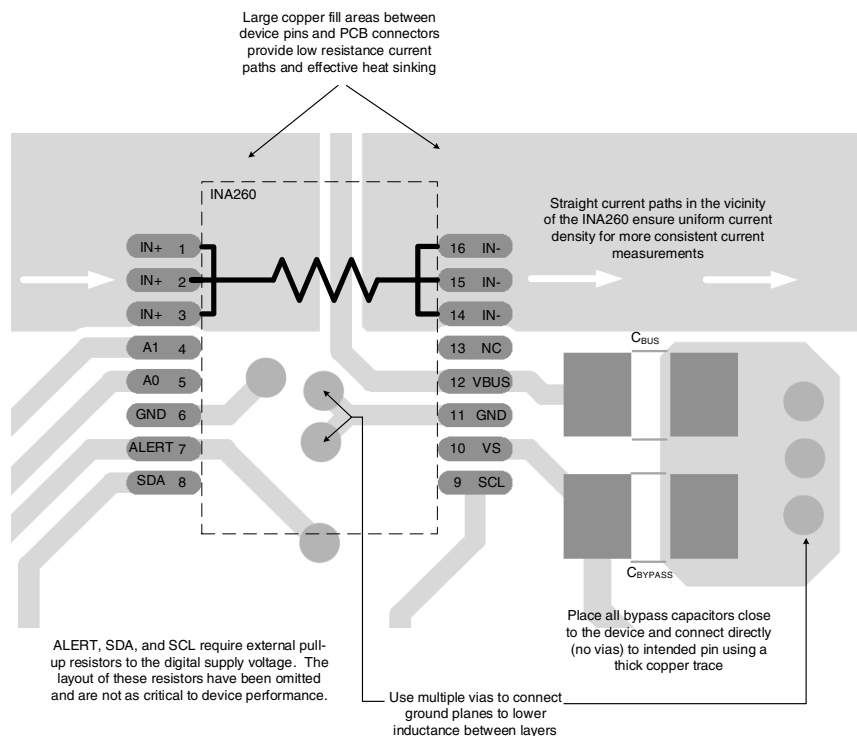 Large copper fill areas between
device pins and PCB connectors
provide low resistance current
paths and effective heat sinking
INA260
Straight current paths in the vicinity
of the INA260 ensure uniform current
density for more consistent current
measurements
IN+ 1
16 IN-
IN+ 2
15 IN-
IN+ 3
14 IN-
A1 4
13 NC
A0 5
12 VBUS
GND 6
11 GND
ALERT 7
10 VS
SDA 8
9 SCL
CBUS
CBYPASS
Place all bypass capacitors close
to the device and connect directly
(no vias) to intended pin using a
thick copper trace
ALERT, SDA, and SCL require external pull-
up resistors to the digital supply voltage. The
layout of these resistors have been omitted
and are not as critical to device performance.
Use multiple vias to connect
ground planes to lower
inductance between layers